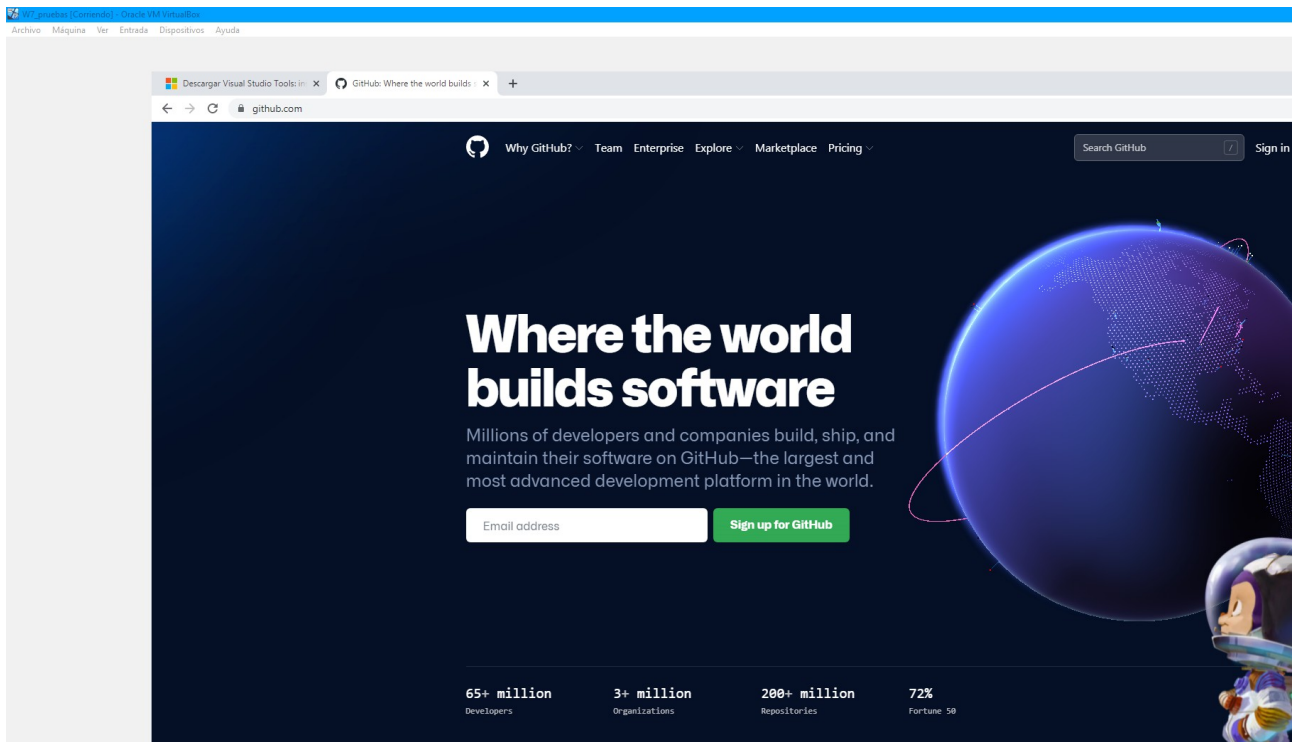 W7_pruebas [Corriendo] - Oracle VM VirtualBox
Archivo Máquina Ver Entrada Dispositivos Ayuda
Descargar Visual Studio Tools: in
GitHub: Where the world builds s
github.com
Why GitHub? Team Enterprise Explore Marketplace Pricing
Search GitHub /
Sign in
Where the world
builds software
Millions of developers and companies build, ship, and
maintain their software on GitHub—the largest and
most advanced development platform in the world.
Email address
Sign up for GitHub
65+ million 3+ million 200+ million 72%
Developers Organizations Repositories Fortune 50